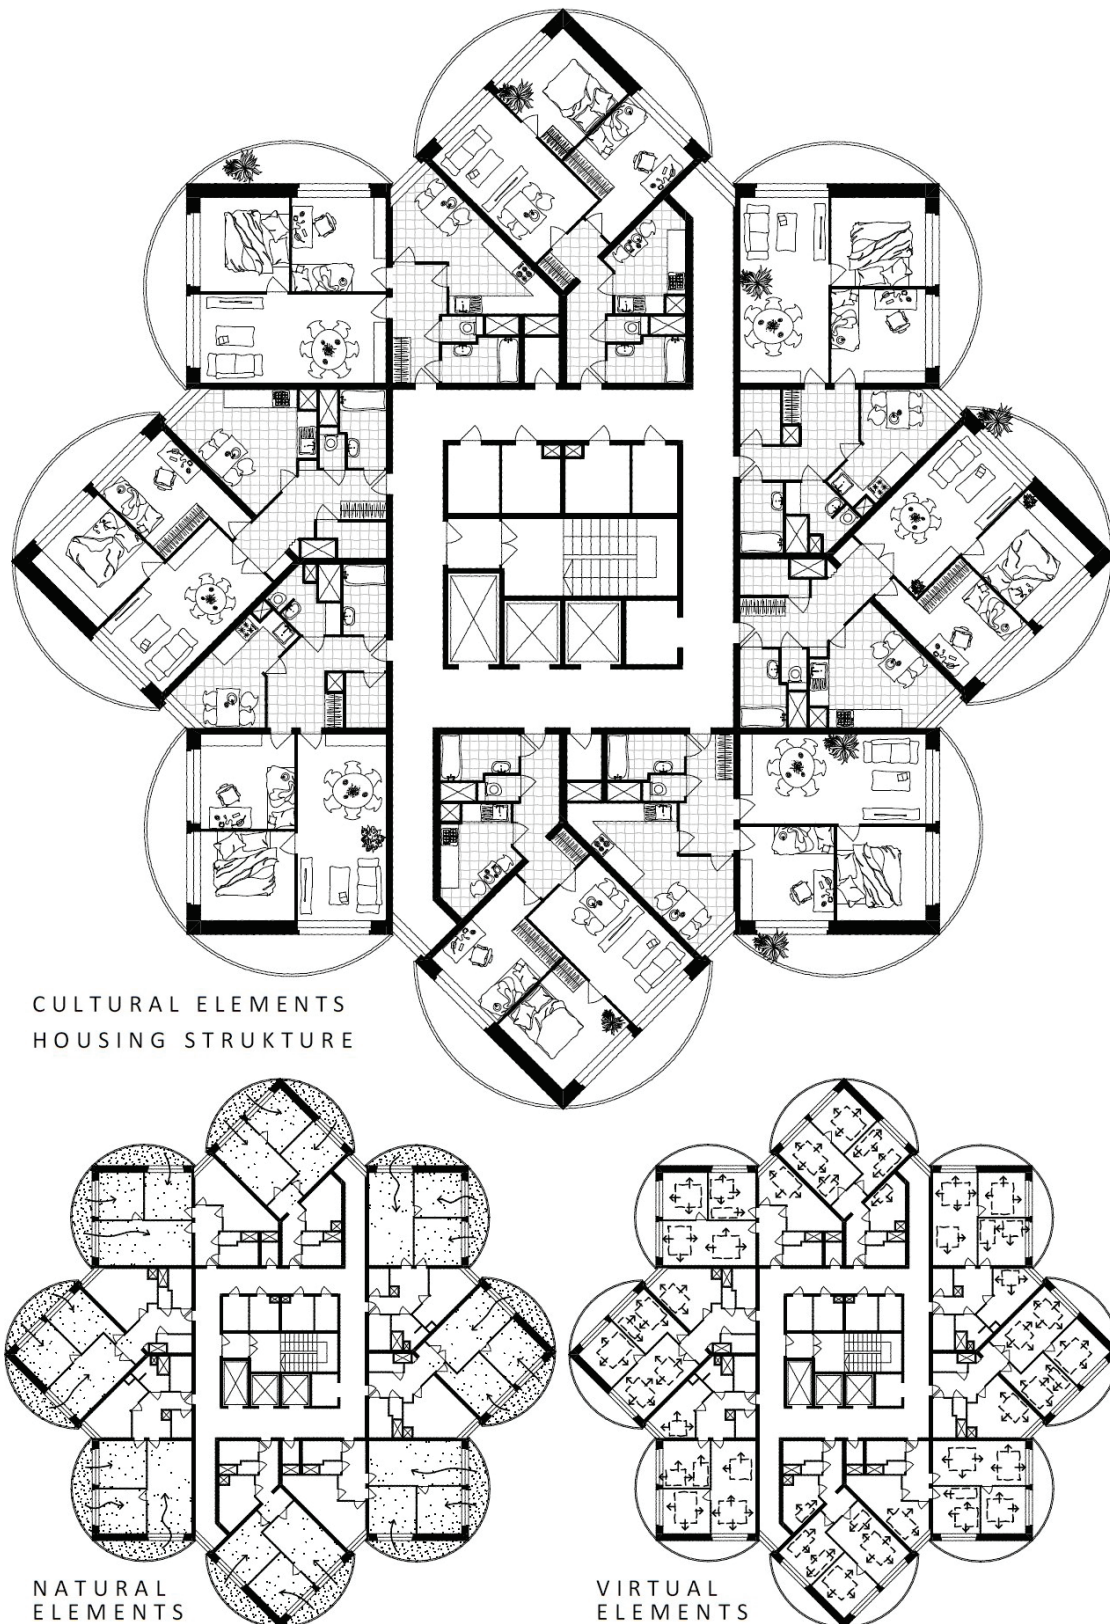 CULTURAL ELEMENTS
HOUSING STRUKTURE
NATURAL
ELEMENTS
VIRTUAL
ELEMENTS